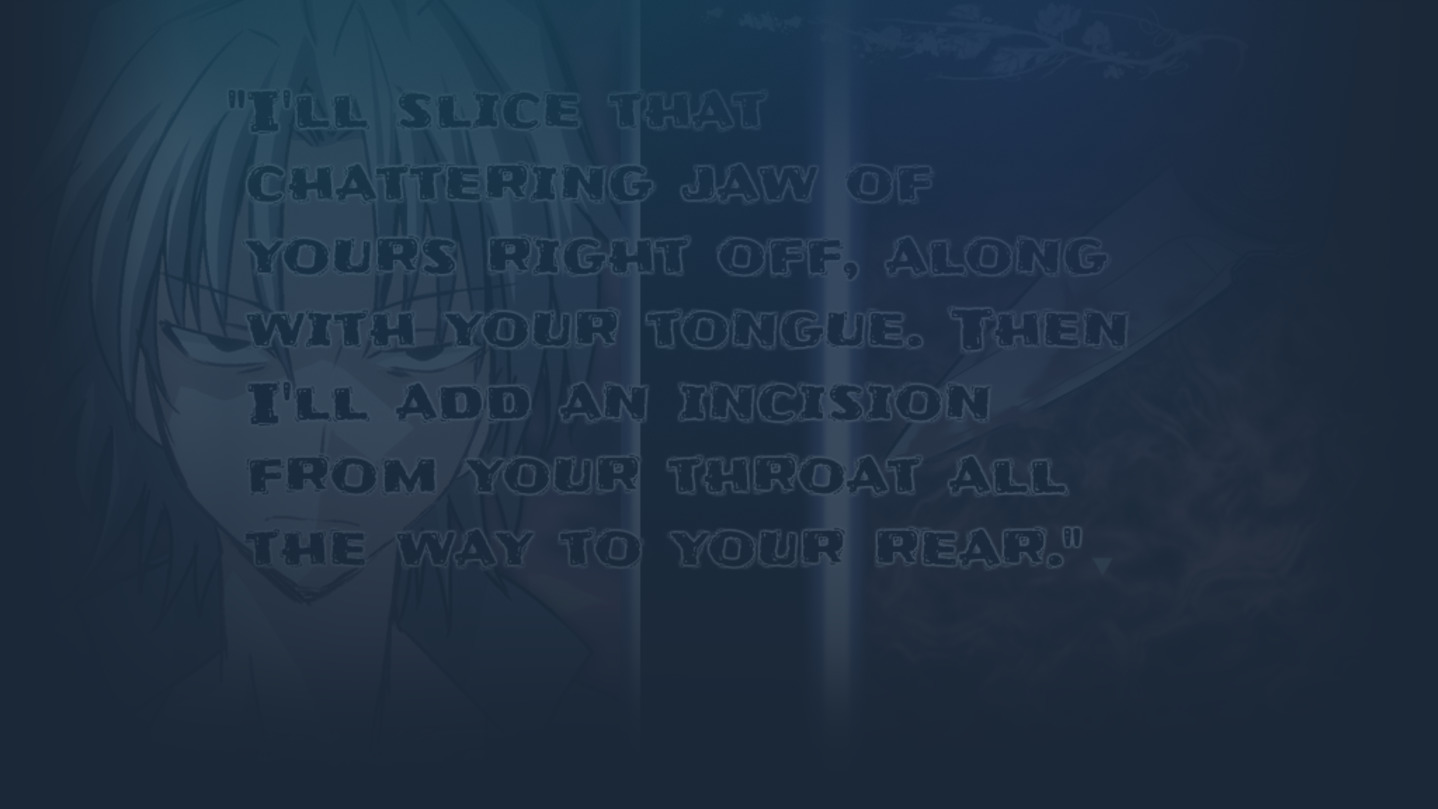 "I'll slice that
chattering jaw of
yours right off, along
with your tongue. Then
I'll add an incision
from your throat all
the way to your rear."